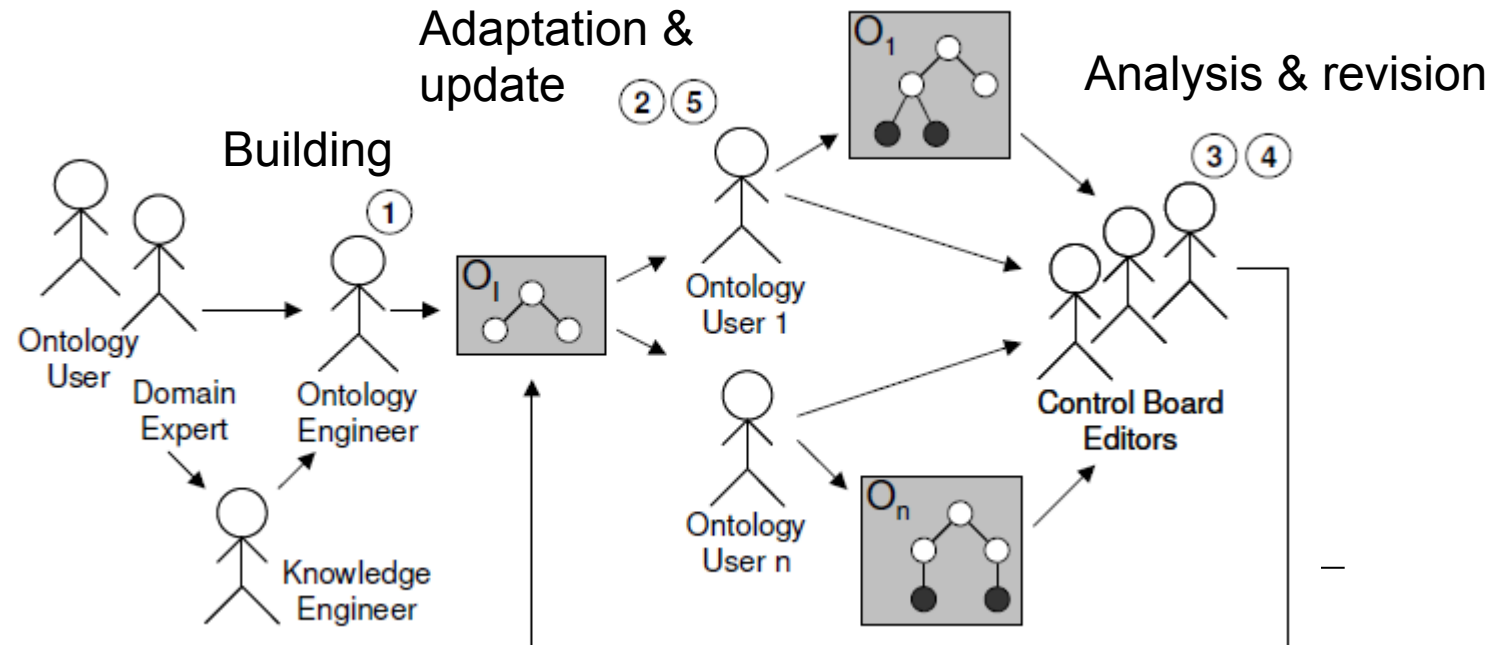 Adaptation &
update
Analysis & revision
Building
1
2 5
3 4
O1
OI
On
Ontology
User
Domain
Expert
Ontology
Engineer
Knowledge
Engineer
Ontology
User 1
Ontology
User n
Control Board
Editors
–